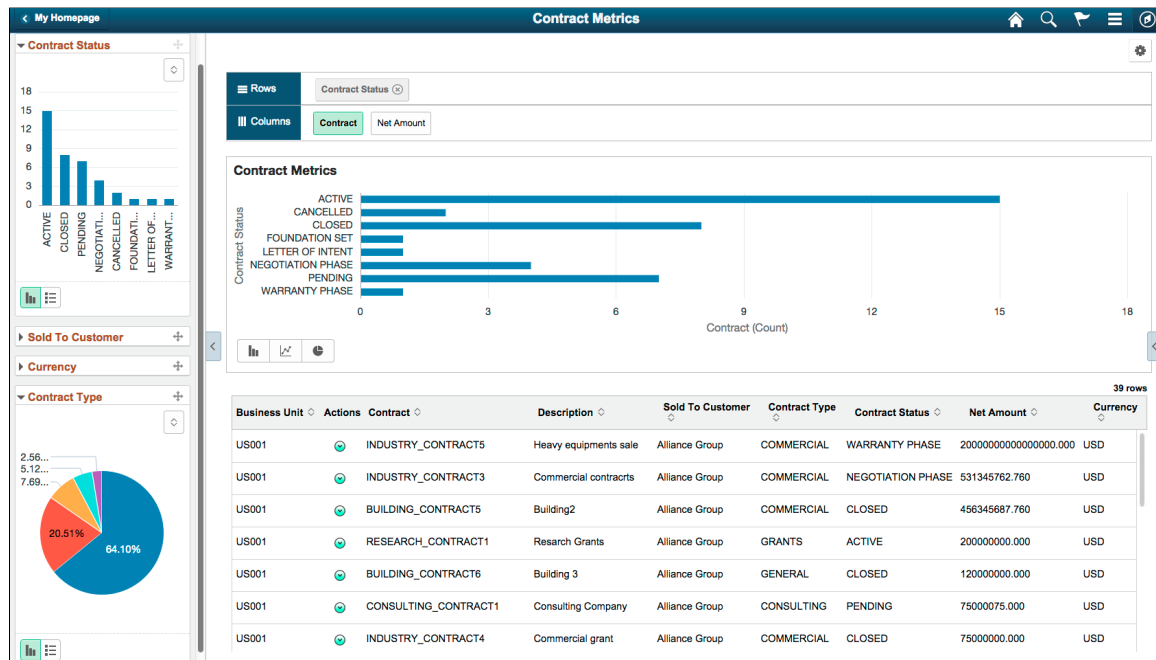 My Homepage
Contract Metrics
Contract Status
18
15
12
9
6
3
0
ACTIVE
CLOSED
PENDING
NEGOTIATI...
CANCELLED
FOUNDATI...
LETTER OF...
WARRANT...
Sold To Customer
Currency
Contract Type
2.56...
5.12...
7.69...
20.51%
64.10%
Rows
Contract Status
Columns
Contract
Net Amount
Contract Metrics
Contract Status
ACTIVE
CANCELLED
CLOSED
FOUNDATION SET
LETTER OF INTENT
NEGOTIATION PHASE
PENDING
WARRANTY PHASE
0 3 6 9 12 15 18
Contract (Count)
39 rows
Business Unit Actions Contract Description Sold To Customer Contract Type Contract Status Net Amount Currency
US001 INDUSTRY_CONTRACT5 Heavy equipments sale Alliance Group COMMERCIAL WARRANTY PHASE 2000000000000000.000 USD
US001 INDUSTRY_CONTRACT3 Commercial contracrts Alliance Group COMMERCIAL NEGOTIATION PHASE 531345762.760 USD
US001 BUILDING_CONTRACT5 Building2 Alliance Group COMMERCIAL CLOSED 456345687.760 USD
US001 RESEARCH_CONTRACT1 Resarch Grants Alliance Group GRANTS ACTIVE 200000000.000 USD
US001 BUILDING_CONTRACT6 Building 3 Alliance Group GENERAL CLOSED 120000000.000 USD
US001 CONSULTING_CONTRACT1 Consulting Company Alliance Group CONSULTING PENDING 75000075.000 USD
US001 INDUSTRY_CONTRACT4 Commercial grant Alliance Group COMMERCIAL CLOSED 75000000.000 USD